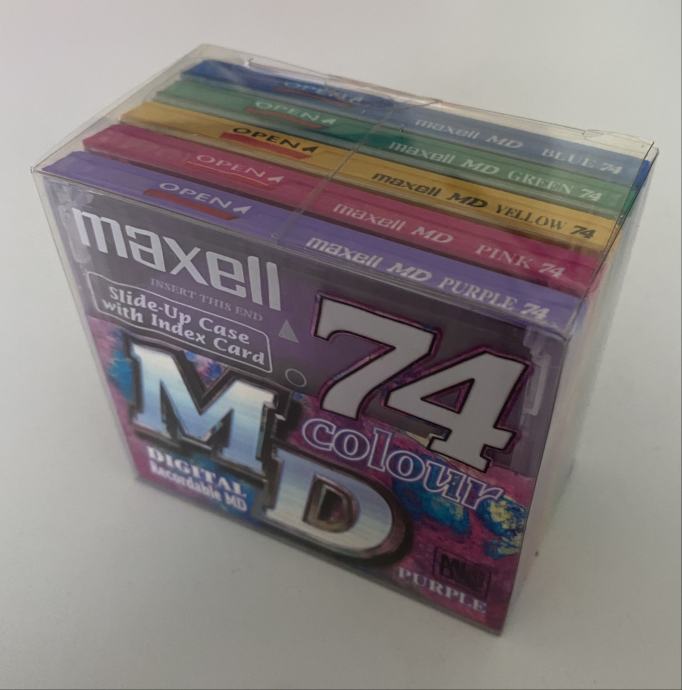 OPEN
maxell MD BLUE 74
OPEN
maxell MD GREEN 74
OPEN
maxell MD YELLOW 74
OPEN
maxell MD PINK 74
OPEN
maxell MD PURPLE 74
maxell
INSERT THIS END
Slide-Up Case
with Index Card
74
colour
MD
DIGITAL
Recordable MD
PURPLE